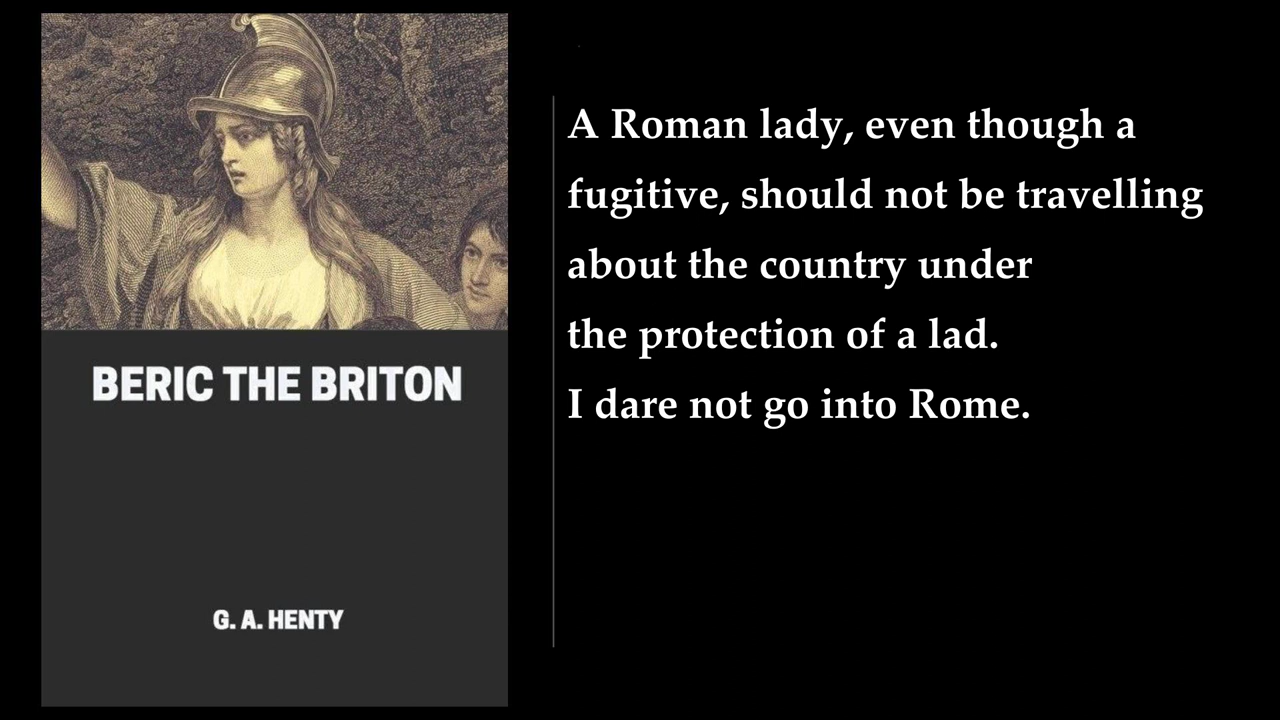 BERIC THE BRITON
G. A. HENTY
A Roman lady, even though a
fugitive, should not be travelling
about the country under
the protection of a lad.
I dare not go into Rome.